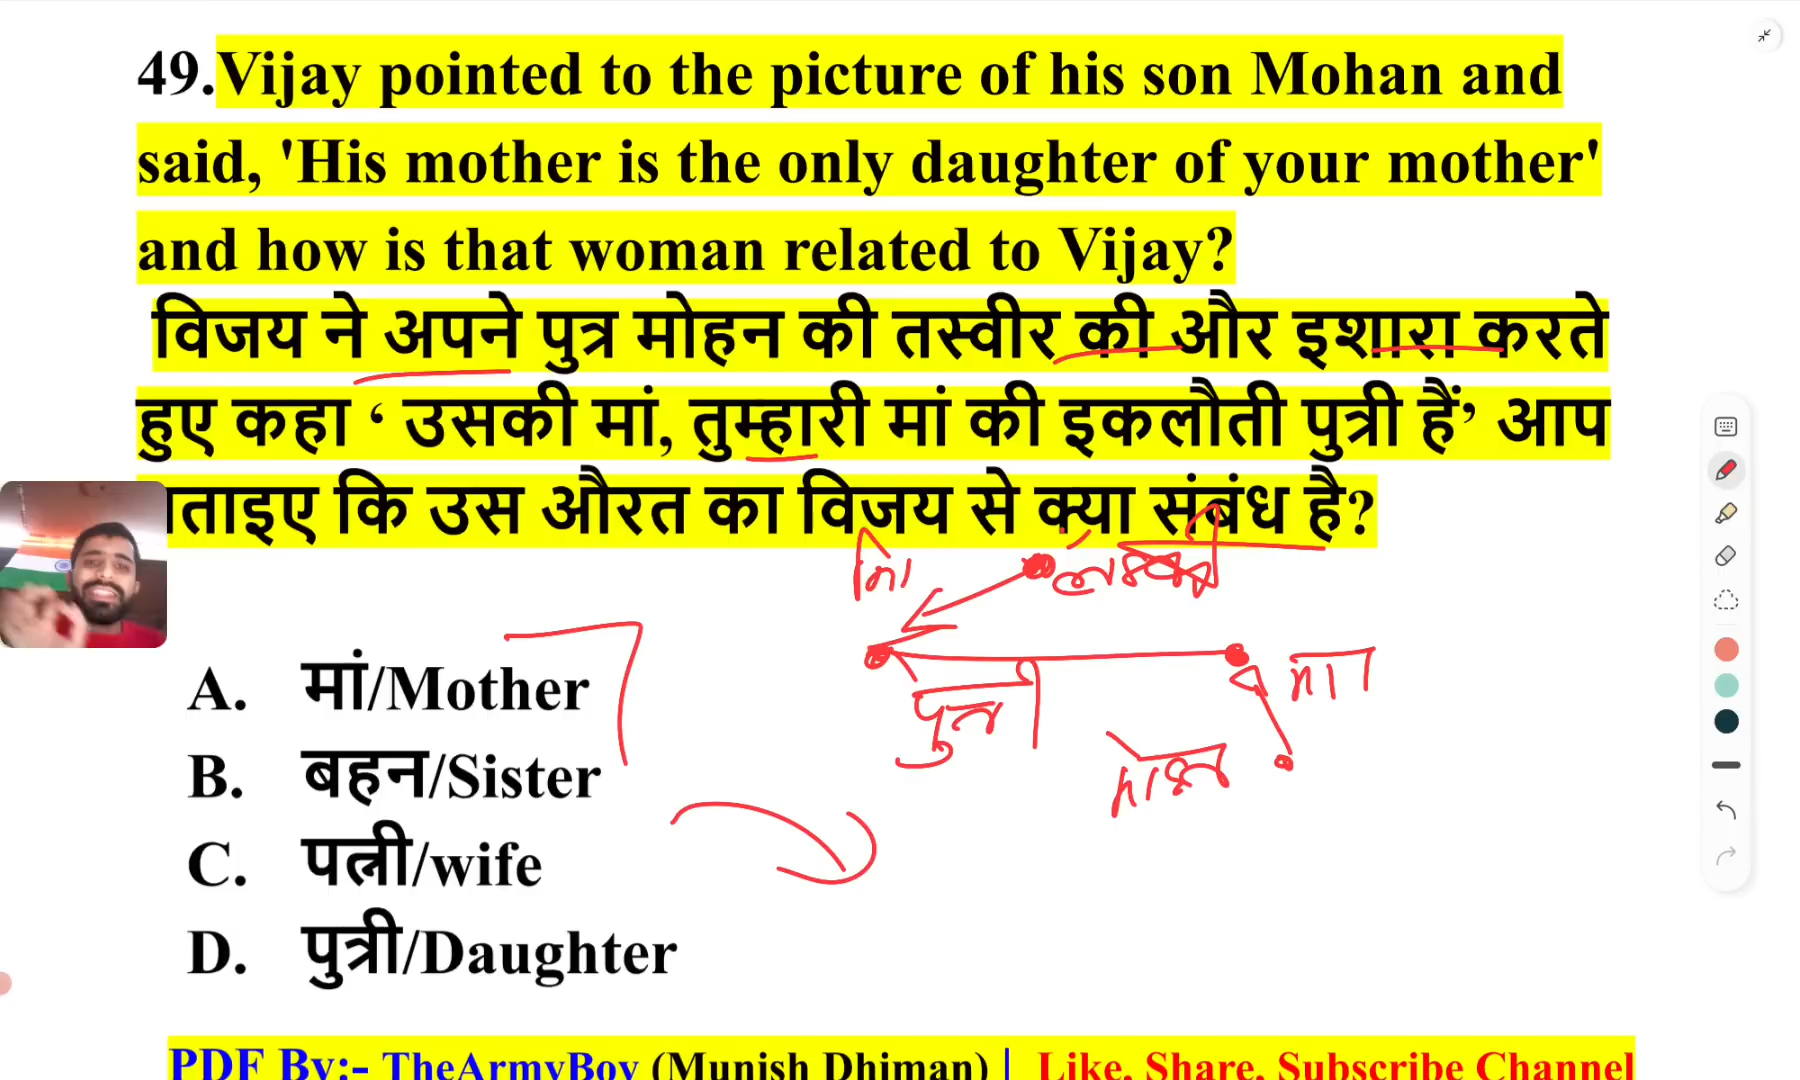 49.Vijay pointed to the picture of his son Mohan and
said, 'His mother is the only daughter of your mother'
and how is that woman related to Vijay?
विजय ने अपने पुत्र मोहन की तस्वीर की और इशारा करते
हुए कहा ‘ उसकी मां, तुम्हारी मां की इकलौती पुत्री हैं’ आप
ताइए कि उस औरत का विजय से क्या संबंध है?
मां
पुत्र
मोहन
A. मां/Mother
B. बहन/Sister
C. पत्नी/wife
D. पुत्री/Daughter
PDF By:- TheArmyBoy (Munish Dhiman) | Like, Share, Subscribe Channel